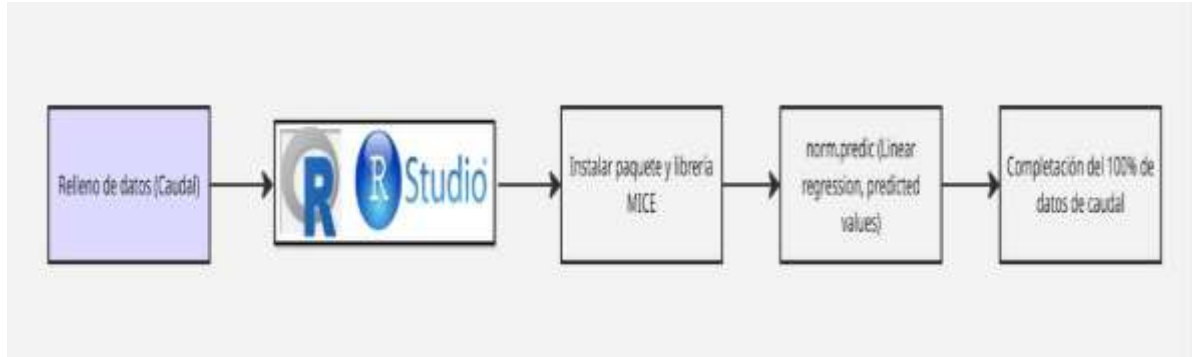 Relleno de datos (Caudal)
R
R Studio
Instalar paquete y librería
MICE
norm.predic (Linear
regression, predicted
values)
Completación del 100% de
datos de caudal